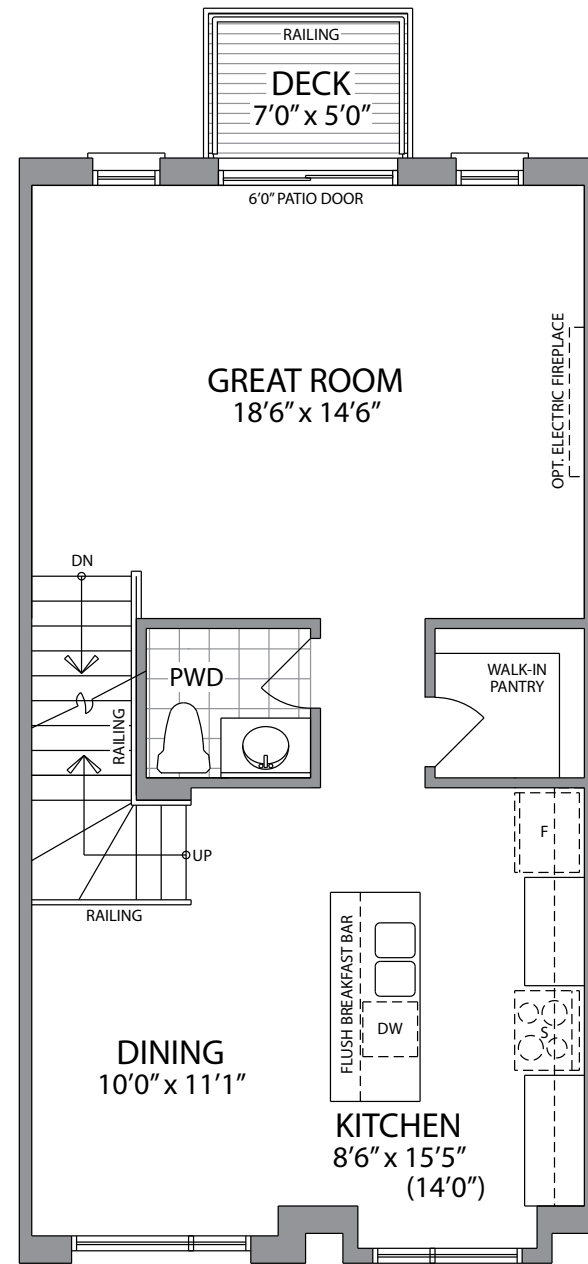 RAILING
DECK
7’0” x 5’0”
6’0” PATIO DOOR
GREAT ROOM
18’6” x 14’6”
OPT. ELECTRIC FIREPLACE
DN
PWD
WALK-IN
PANTRY
RAILING
F
UP
RAILING
FLUSH BREAKFAST BAR
DW
S
DINING
10’0” x 11’1”
KITCHEN
8’6” x 15’5”
(14’0”)